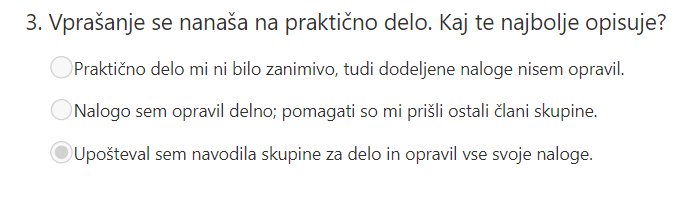 3. Vprašanje se nanaša na praktično delo. Kaj te najbolje opisuje?
Praktično delo mi ni bilo zanimivo, tudi dodeljene naloge nisem opravil.
Nalogo sem opravil delno; pomagati so mi prišli ostali člani skupine.
Upošteval sem navodila skupine za delo in opravil vse svoje naloge.